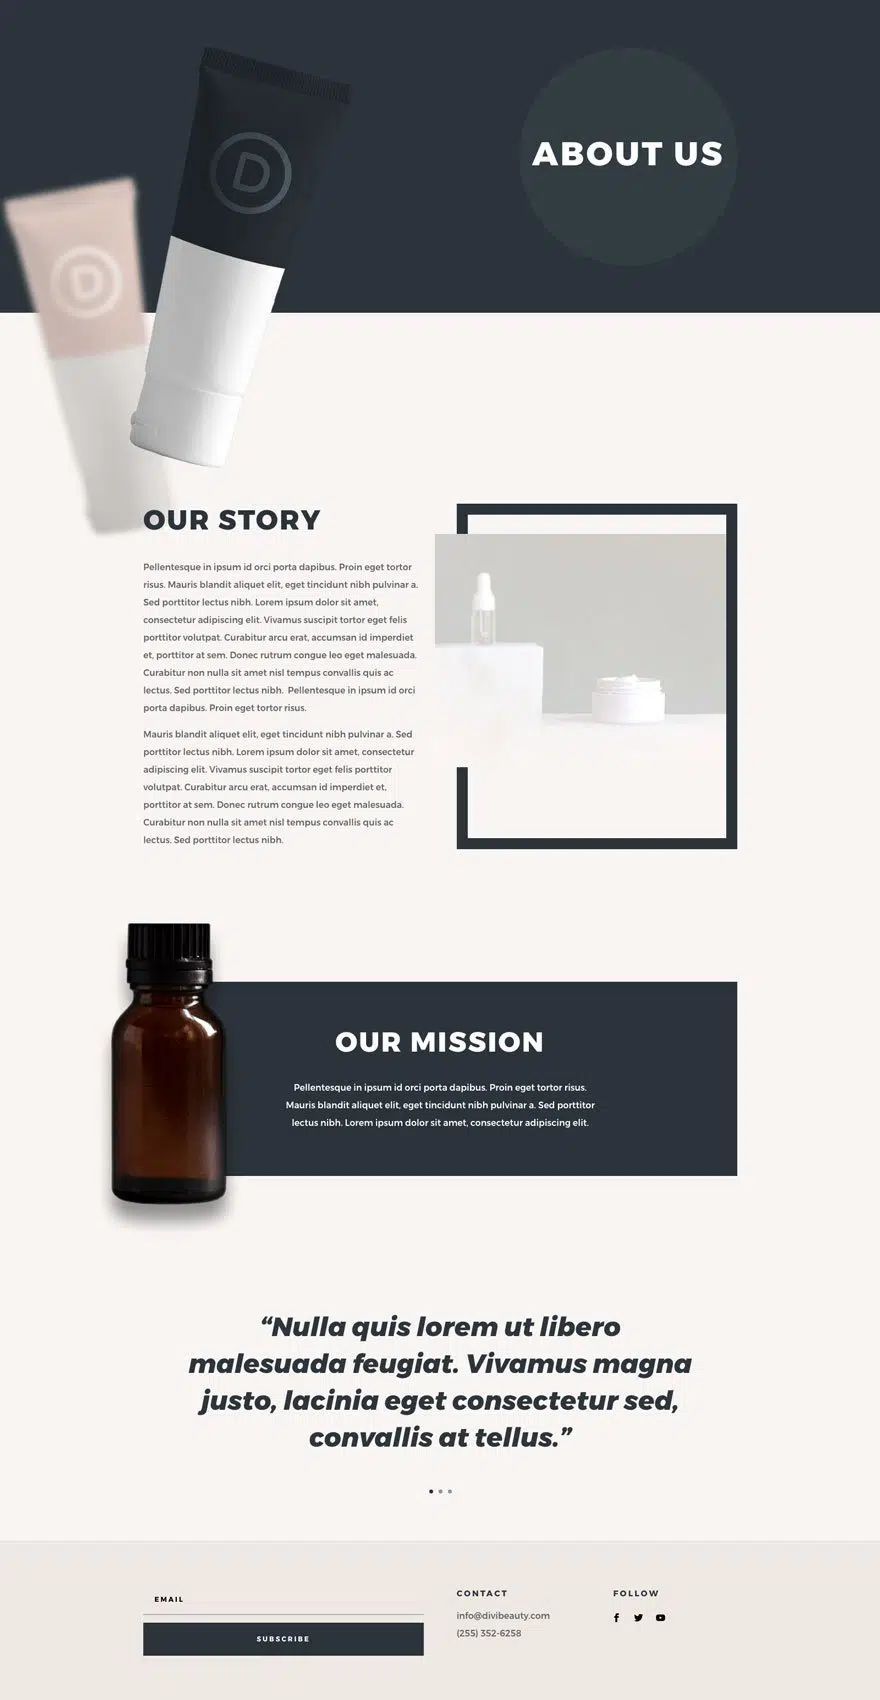 D
D
ABOUT US
OUR STORY
Pellentesque in ipsum id orci porta dapibus. Proin eget tortor
risus. Mauris blandit aliquet elit, eget tincidunt nibh pulvinar a.
Sed porttitor lectus nibh. Lorem ipsum dolor sit amet,
consectetur adipiscing elit. Vivamus suscipit tortor eget felis
porttitor volutpat. Curabitur arcu erat, accumsan id imperdiet
et, porttitor at sem. Donec rutrum congue leo eget malesuada.
Curabitur non nulla sit amet nisl tempus convallis quis ac
lectus. Sed porttitor lectus nibh.  Pellentesque in ipsum id orci
porta dapibus. Proin eget tortor risus.
Mauris blandit aliquet elit, eget tincidunt nibh pulvinar a. Sed
porttitor lectus nibh. Lorem ipsum dolor sit amet, consectetur
adipiscing elit. Vivamus suscipit tortor eget felis porttitor
volutpat. Curabitur arcu erat, accumsan id imperdiet et,
porttitor at sem. Donec rutrum congue leo eget malesuada.
Curabitur non nulla sit amet nisl tempus convallis quis ac
lectus. Sed porttitor lectus nibh.
OUR MISSION
Pellentesque in ipsum id orci porta dapibus. Proin eget tortor risus.
Mauris blandit aliquet elit, eget tincidunt nibh pulvinar a. Sed porttitor
lectus nibh. Lorem ipsum dolor sit amet, consectetur adipiscing elit.
“Nulla quis lorem ut libero
malesuada feugiat. Vivamus magna
justo, lacinia eget consectetur sed,
convallis at tellus.”
EMAIL
SUBSCRIBE
CONTACT
info@divibeauty.com
(255) 352-6258
FOLLOW